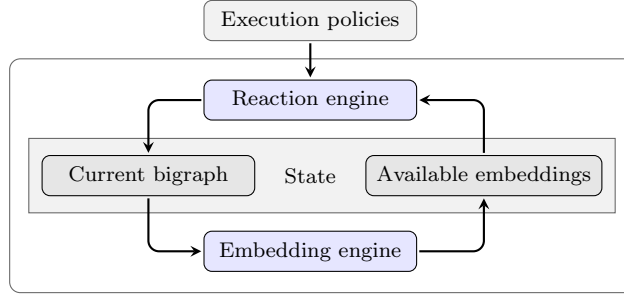 Execution policies
Reaction engine
Current bigraph
State
Available embeddings
Embedding engine